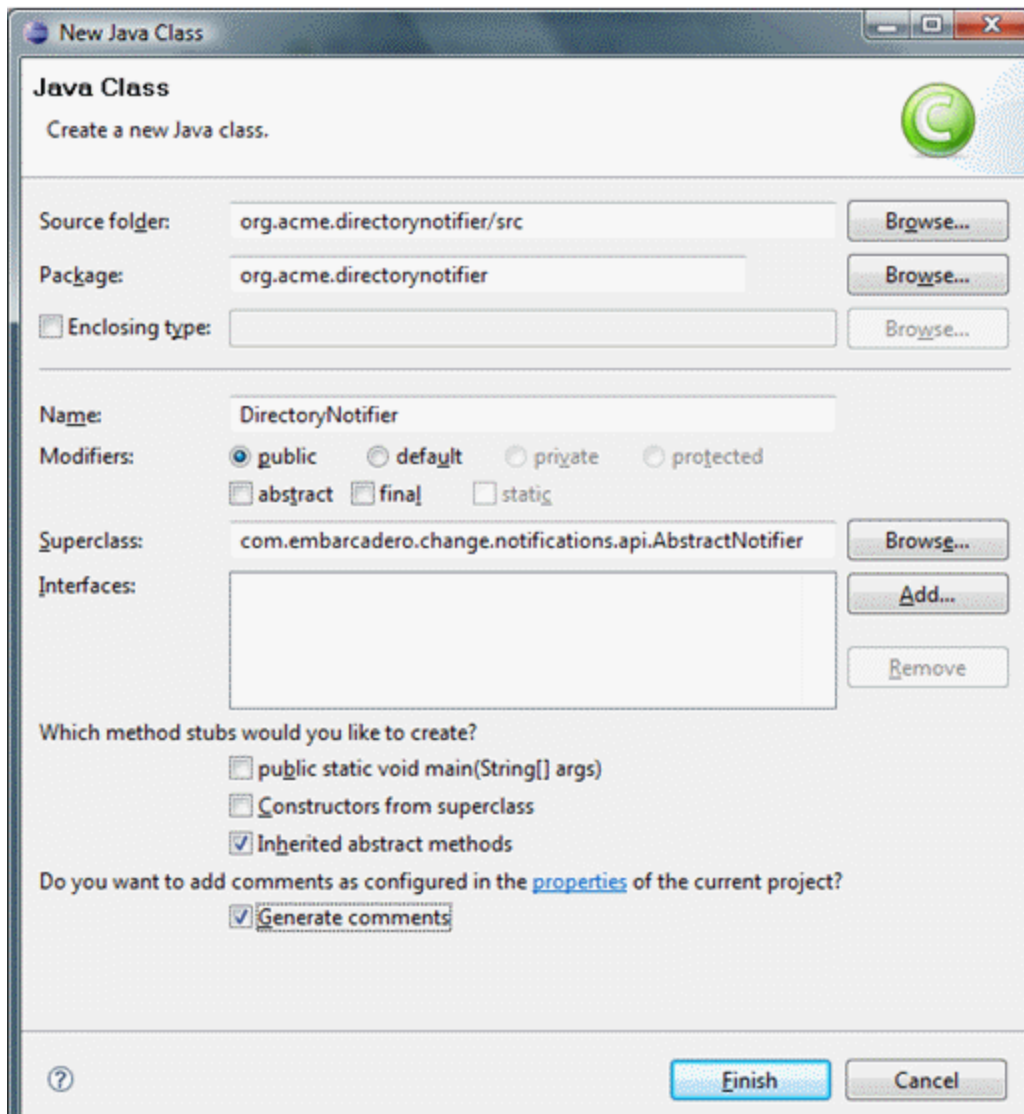 New Java Class
Java Class
Create a new Java class.
Source folder: org.acme.directorynotifier/src Browse...
Package: org.acme.directorynotifier Browse...
Enclosing type: Browse...
Name: DirectoryNotifier
Modifiers: public default private protected
abstract final static
Superclass: com.embarcadero.change.notifications.api.AbstractNotifier Browse...
Interfaces: Add...
Remove
Which method stubs would you like to create?
public static void main(String[] args)
Constructors from superclass
Inherited abstract methods
Do you want to add comments as configured in the properties of the current project?
Generate comments
Finish Cancel